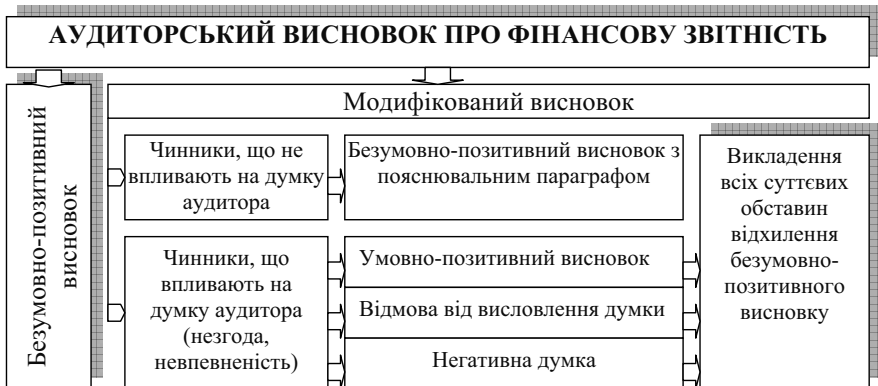 АУДИТОРСЬКИЙ ВИСНОВОК ПРО ФІНАНСОВУ ЗВІТНІСТЬ
Безумовно-позитивний
висновок
Модифікований висновок
Чинники, що не
впливають на думку
аудитора
Безумовно-позитивний висновок з
пояснювальним параграфом
Чинники, що
впливають на
думку аудитора
(незгода,
невпевненість)
Умовно-позитивний висновок
Відмова від висловлення думки
Негативна думка
Викладення
всіх суттєвих
обставин
відхилення
безумовно-
позитивного
висновку